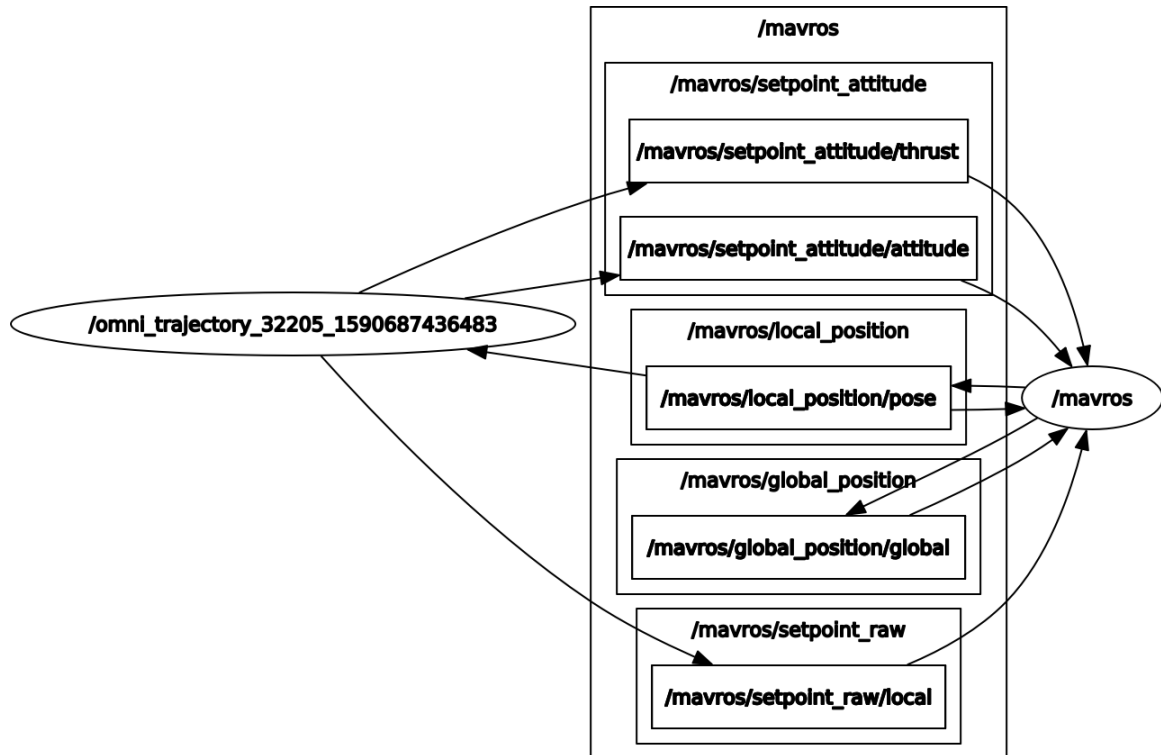 /mavros
/mavros/setpoint_attitude
/mavros/setpoint_attitude/thrust
/mavros/setpoint_attitude/attitude
/omni_trajectory_32205_1590687436483
/mavros/local_position
/mavros/local_position/pose
/mavros
/mavros/global_position
/mavros/global_position/global
/mavros/setpoint_raw
/mavros/setpoint_raw/local